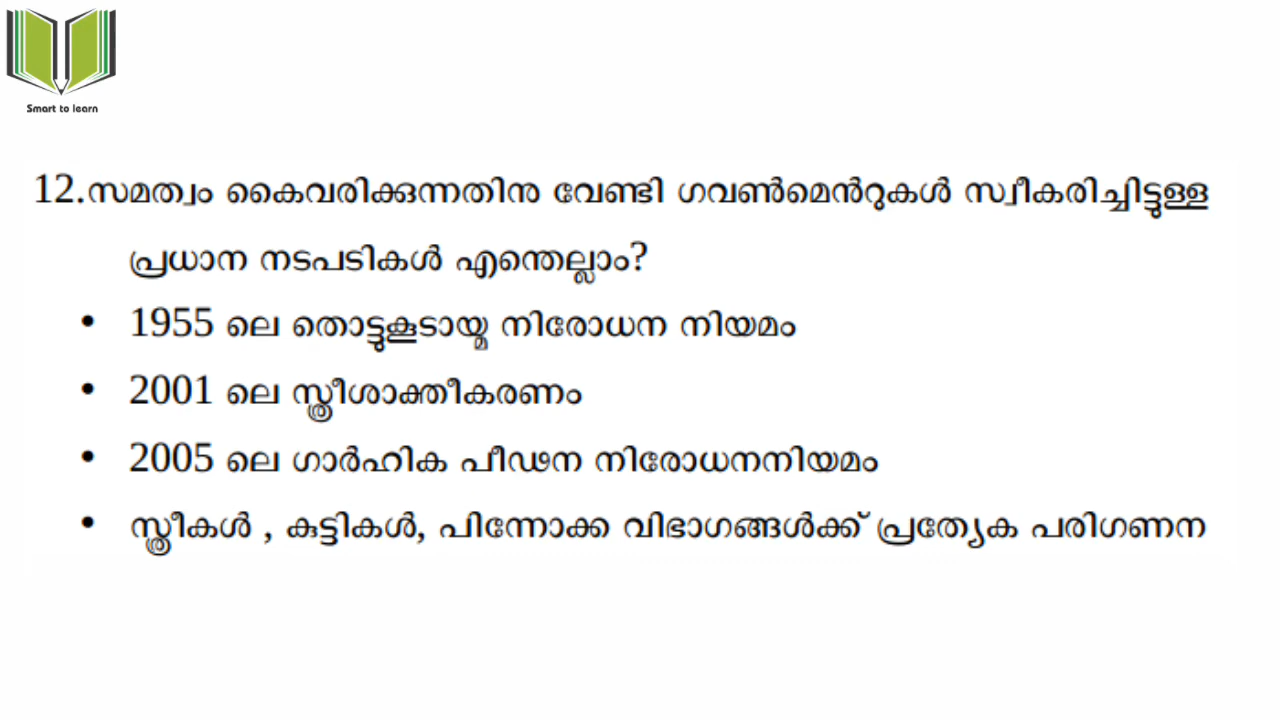 Smart to learn
12.സമത്വം കൈവരിക്കുന്നതിനു വേണ്ടി ഗവൺമെൻറുകൾ സ്വീകരിച്ചിട്ടുള്ള
പ്രധാന നടപടികൾ എന്തെല്ലാം?
• 1955 ലെ തൊട്ടുകൂടായ്മ നിരോധന നിയമം
• 2001 ലെ സ്ത്രീശാക്തീകരണം
• 2005 ലെ ഗാർഹിക പീഢന നിരോധനനിയമം
• സ്ത്രീകൾ , കുട്ടികൾ, പിന്നോക്ക വിഭാഗങ്ങൾക്ക് പ്രത്യേക പരിഗണന